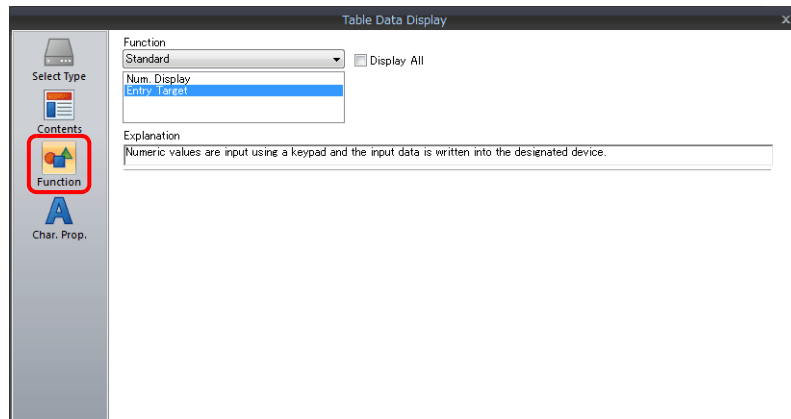 Table Data Display
x
Select Type
Contents
Function
Char. Prop.
Function
Standard
Display All
Num. Display
Entry Target
Explanation
Numeric values are input using a keypad and the input data is written into the designated device.